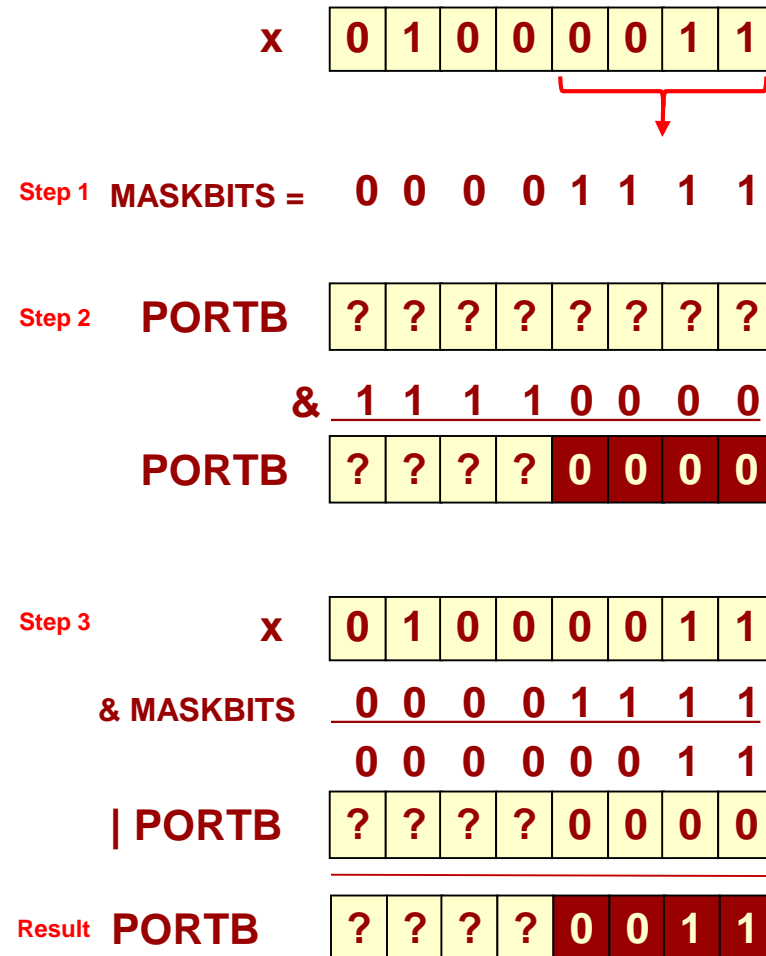 x 0 1 0 0 0 0 1 1
Step 1 MASKBITS = 0 0 0 0 1 1 1 1
Step 2 PORTB ? ? ? ? ? ? ? ?
& 1 1 1 1 0 0 0 0
PORTB ? ? ? ? 0 0 0 0
Step 3 x 0 1 0 0 0 0 1 1
& MASKBITS 0 0 0 0 1 1 1 1
0 0 0 0 0 0 1 1
| PORTB ? ? ? ? 0 0 0 0
Result PORTB ? ? ? ? 0 0 1 1